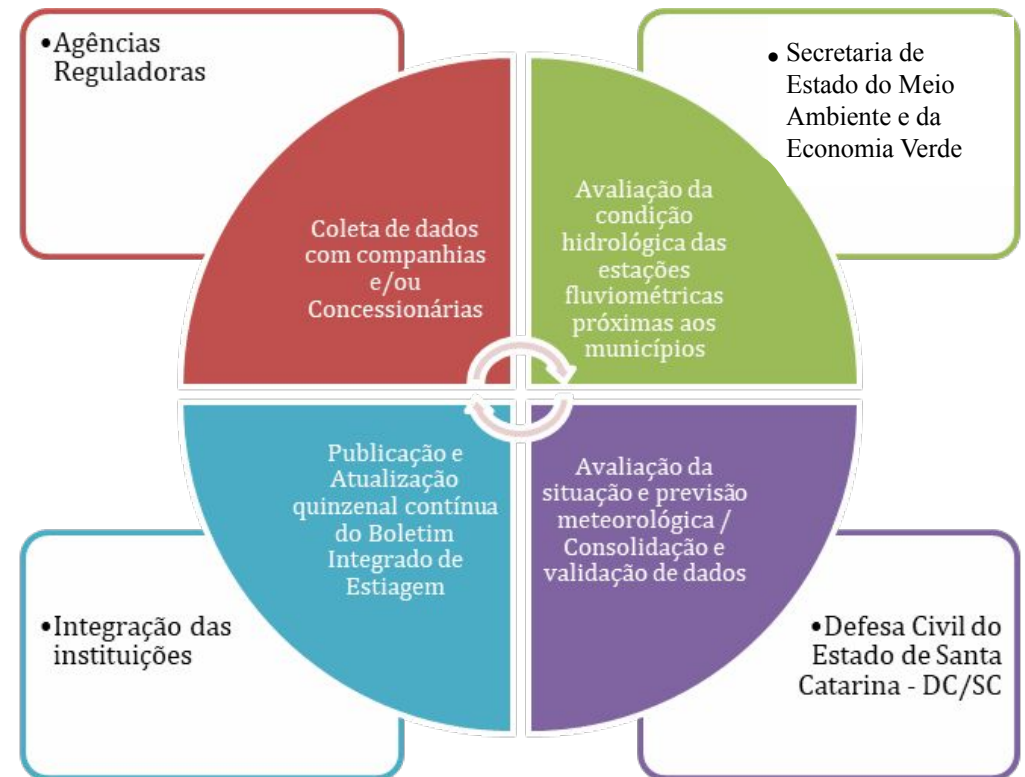 •Agências
Reguladoras
• Secretaria de
Estado do Meio
Ambiente e da
Economia Verde
Coleta de dados
com companhias
e/ou
Concessionárias
Avaliação da
condição
hidrológica das
estações
fluviométricas
próximas aos
municípios
Publicação e
Atualização
quinzenal contínua
do Boletim
Integrado de
Estiagem
Avaliação da
situação e previsão
meteorológica /
Consolidação e
validação de dados
•Integração das
instituições
•Defesa Civil do
Estado de Santa
Catarina - DC/SC